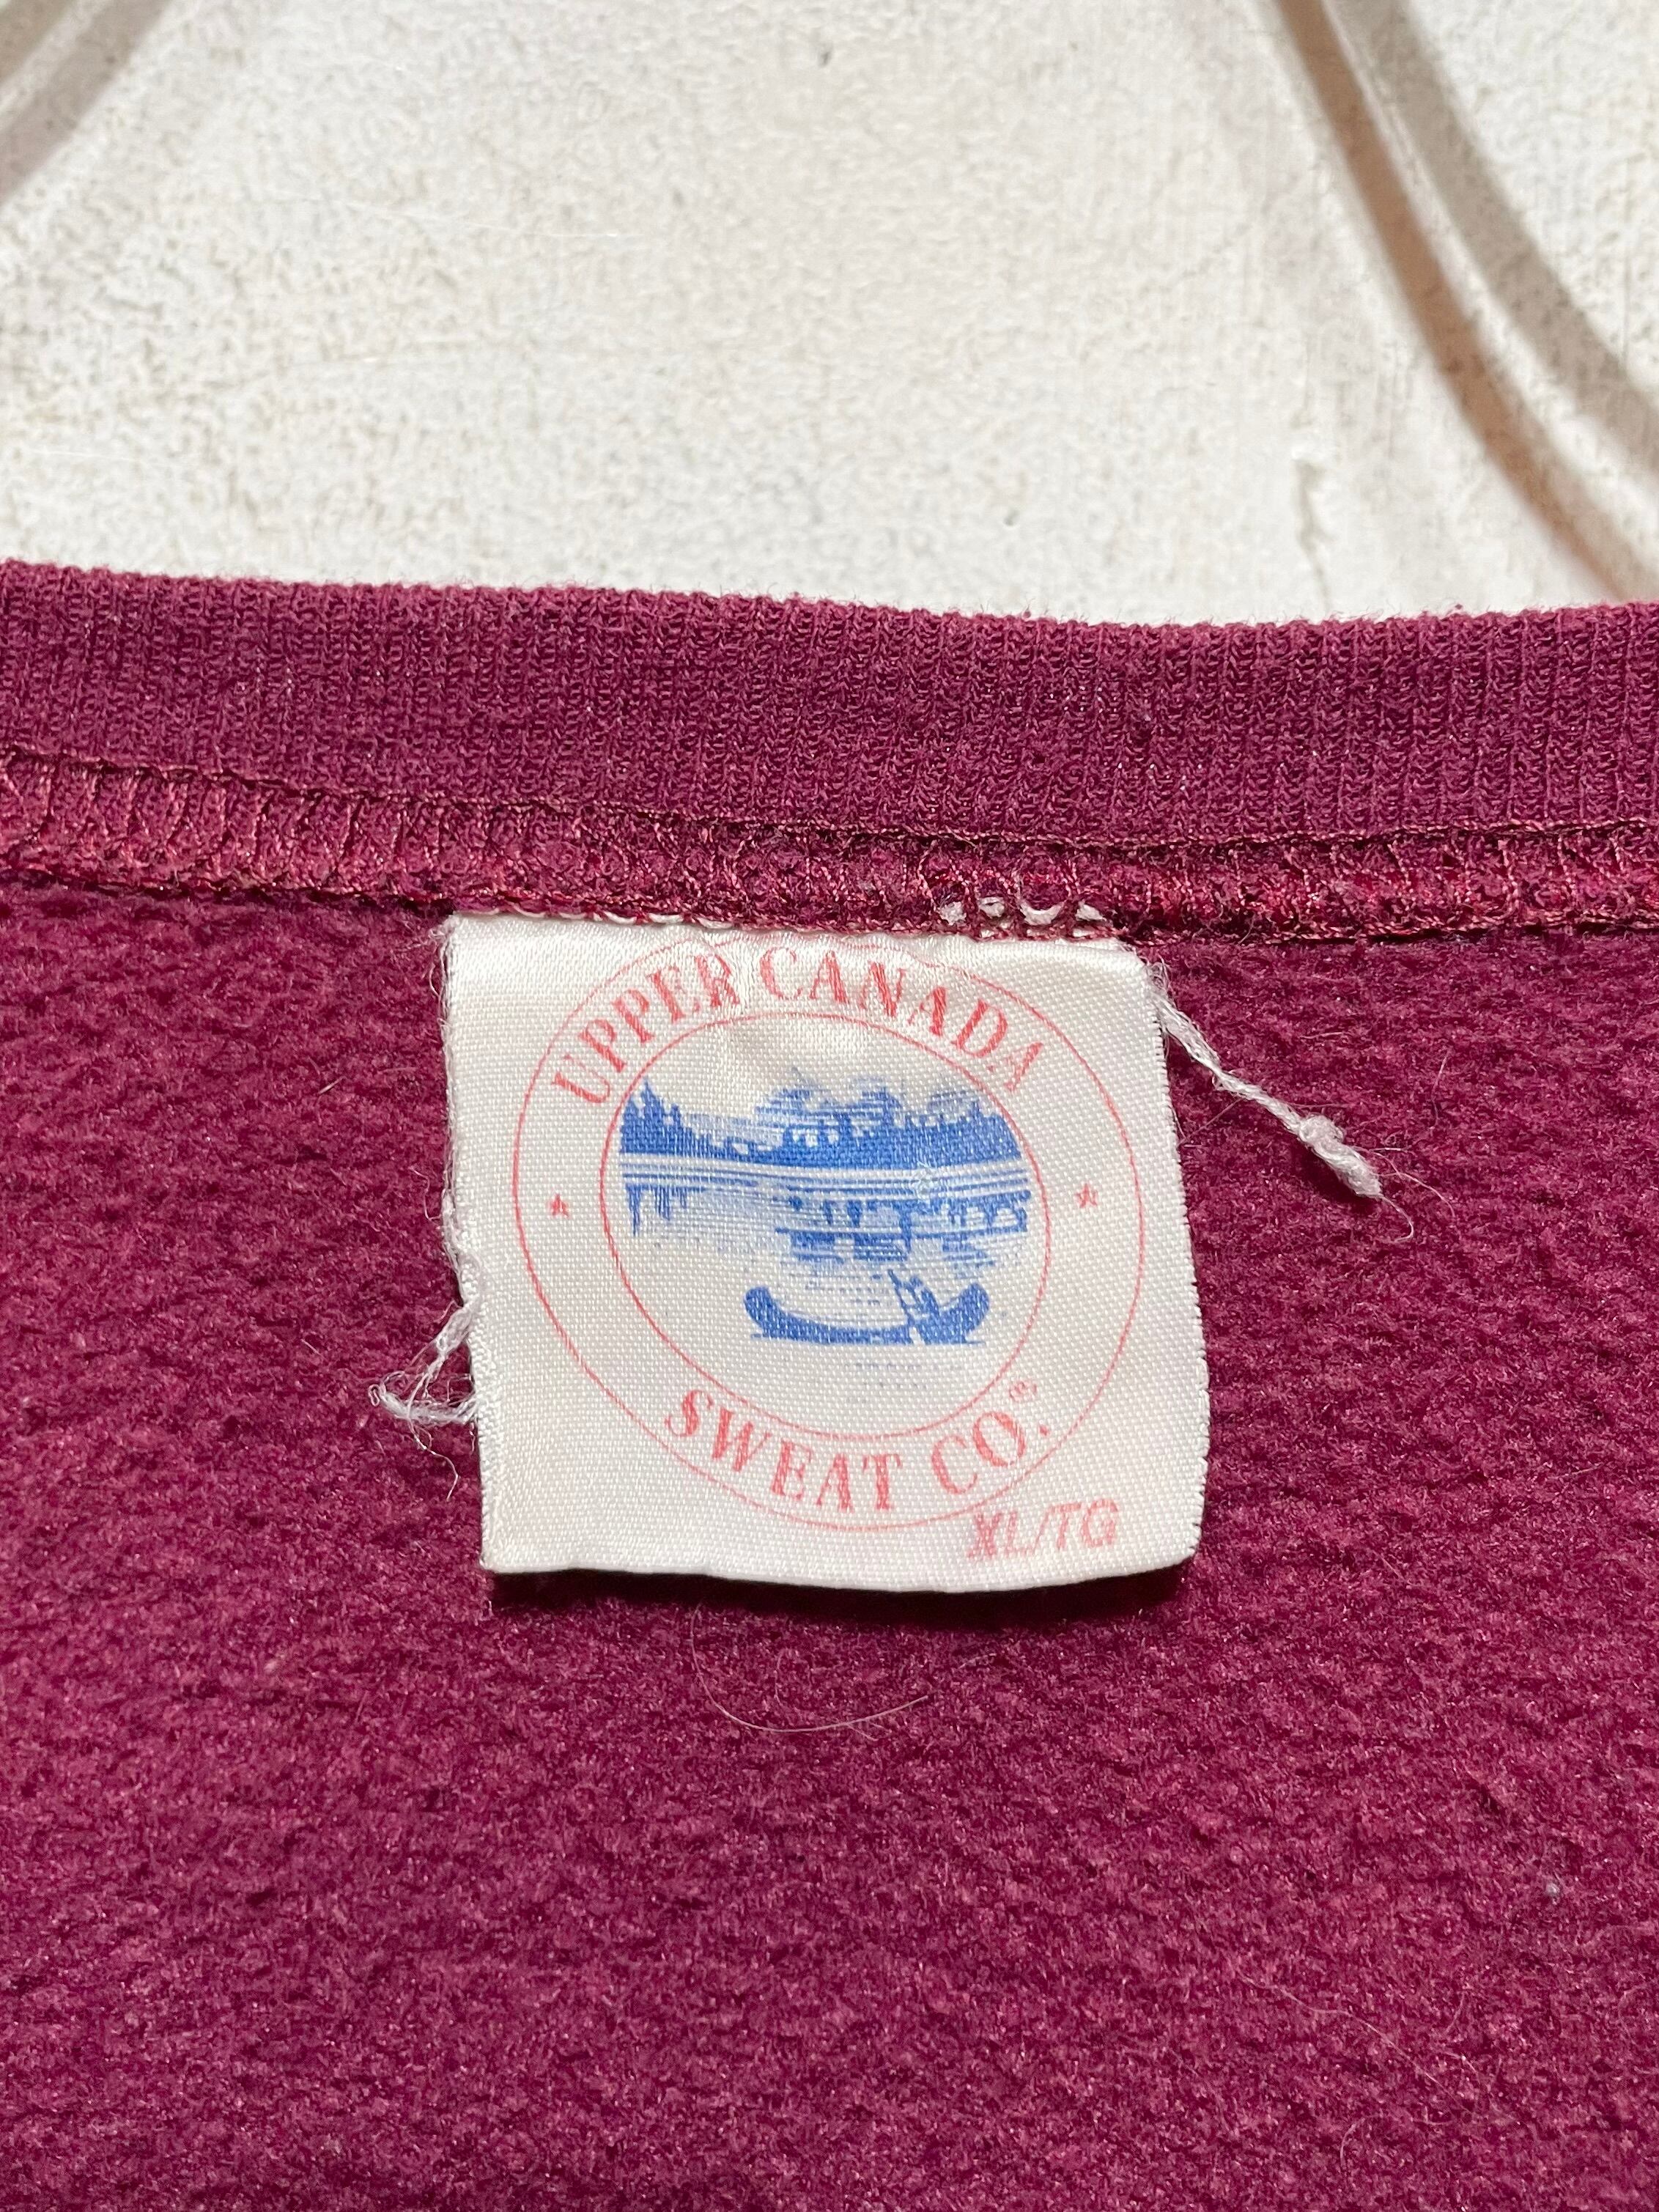 UPPER CANADA
SWEAT CO.®
XL/TG